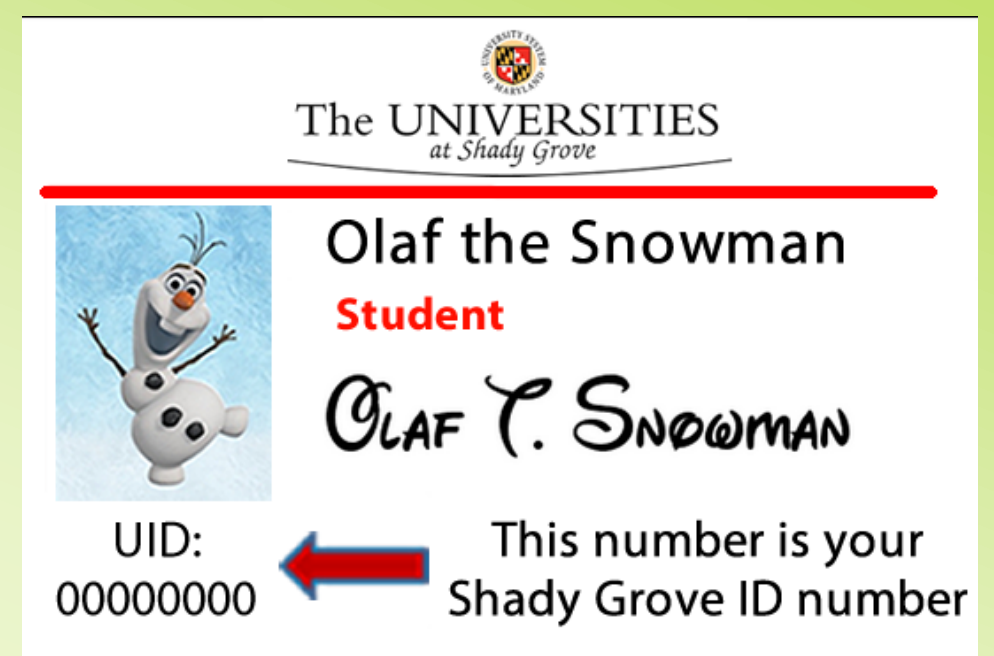 UNIVERSITY SYSTEM
OF MARYLAND
The UNIVERSITIES
at Shady Grove
Olaf the Snowman
Student
OLAF T. SNOWMAN
UID:
00000000
This number is your
Shady Grove ID number